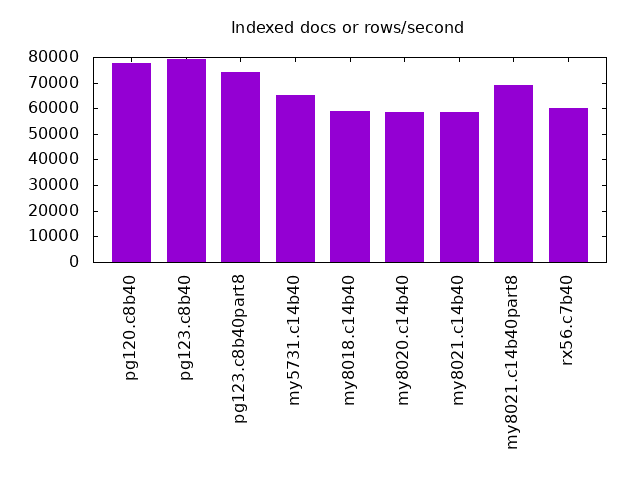 Indexed docs or rows/second
80000
70000
60000
50000
40000
30000
20000
10000
0
pg120.c8b40
pg123.c8b40
pg123.c8b40part8
my5731.c14b40
my8018.c14b40
my8020.c14b40
my8021.c14b40
my8021.c14b40part8
rx56.c7b40